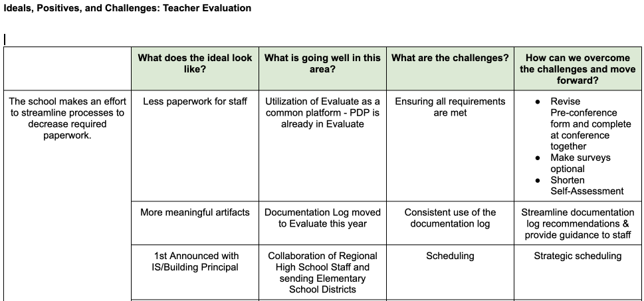 Ideals, Positives, and Challenges: Teacher Evaluation
What does the ideal look
like?
What is going well in this
area?
What are the challenges?
How can we overcome
the challenges and move
forward?
The school makes an effort
to streamline processes to
decrease required
paperwork.
Less paperwork for staff
Utilization of Evaluate as a
common platform - PDP is
already in Evaluate
Ensuring all requirements
are met
● Revise
Pre-conference
form and complete
at conference
together
● Make surveys
optional
● Shorten
Self-Assessment
More meaningful artifacts
Documentation Log moved
to Evaluate this year
Consistent use of the
documentation log
Streamline documentation
log recommendations &
provide guidance to staff
1st Announced with
IS/Building Principal
Collaboration of Regional
High School Staff and
sending Elementary
School Districts
Scheduling
Strategic scheduling